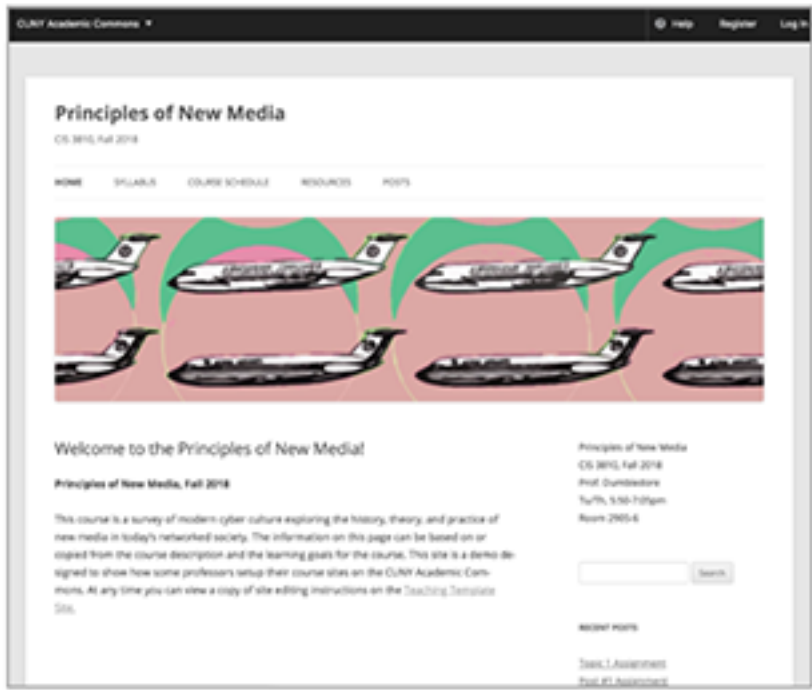 CUNY Academic Commons
Help Register Log In
Principles of New Media
CIS 3810, Fall 2018
HOME SYLLABUS COURSE SCHEDULE RESOURCES POSTS
Welcome to the Principles of New Media!
Principles of New Media, Fall 2018
This course is a survey of modern cyber culture exploring the history, theory, and practice of
new media in today's networked society. The information on this page can be based on or
copied from the course description and the learning goals for the course. This site is a demo de-
signed to show how some professors setup their course sites on the CUNY Academic Com-
mons. At any time you can view a copy of site editing instructions on the Teaching Template
Site.
Principles of New Media
CIS 3810, Fall 2018
Prof. Dumbledore
Tu/Th, 5:50-7:05pm
Room 2905-6
Search
RECENT POSTS
Topic 1 Assignment
Post #1 Assignment